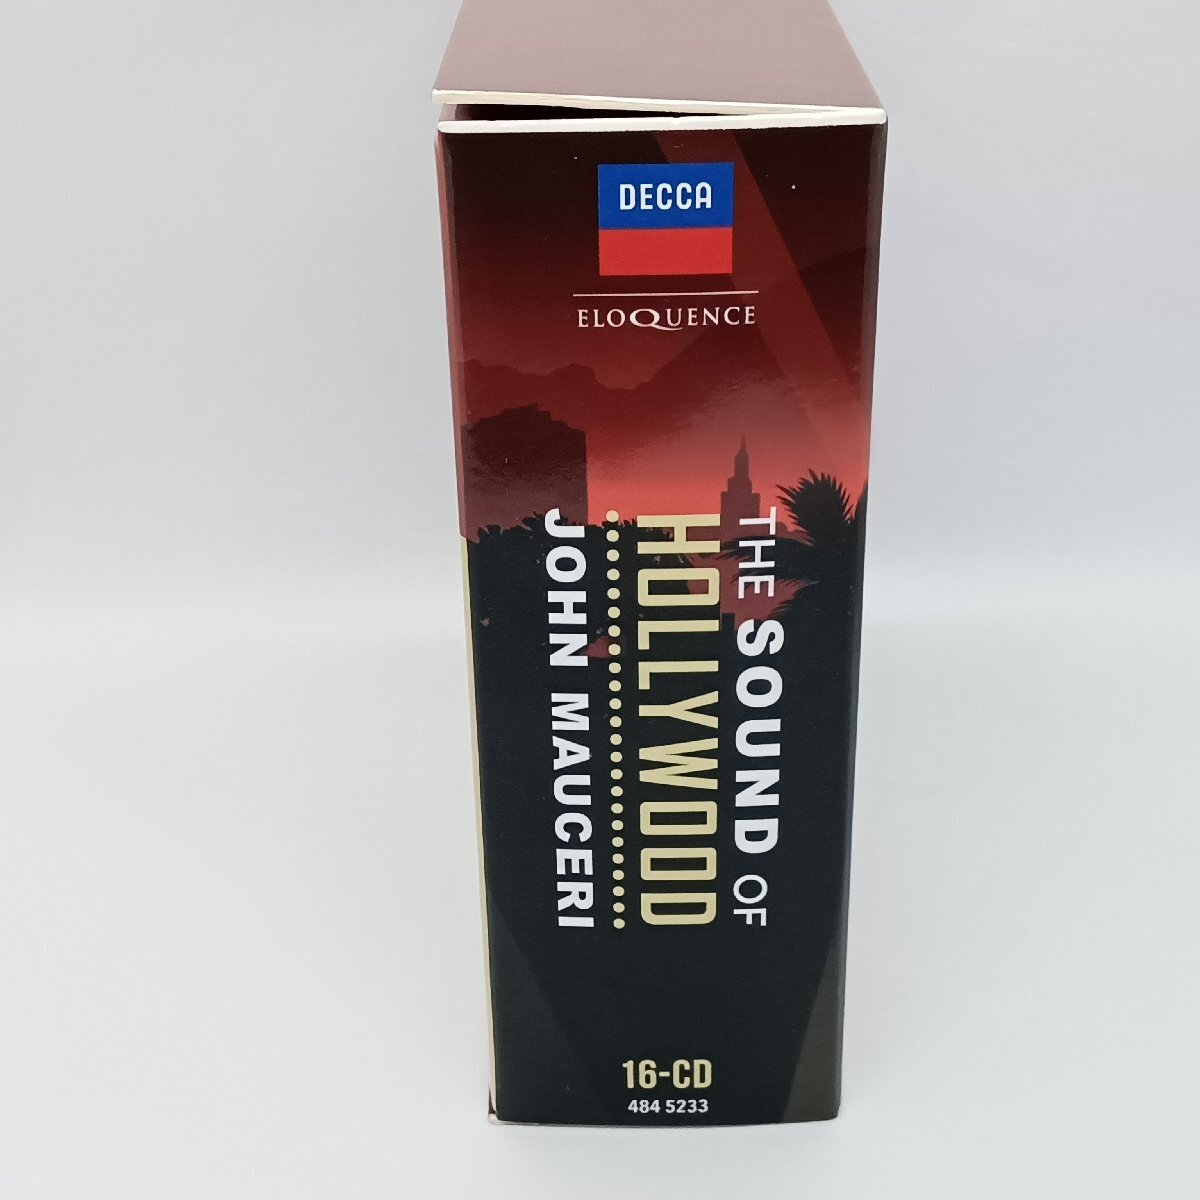 DECCA
ELOQUENCE
THE SOUND OF
HOLLYWOOD
JOHN MAUCERI
16-CD
484 5233